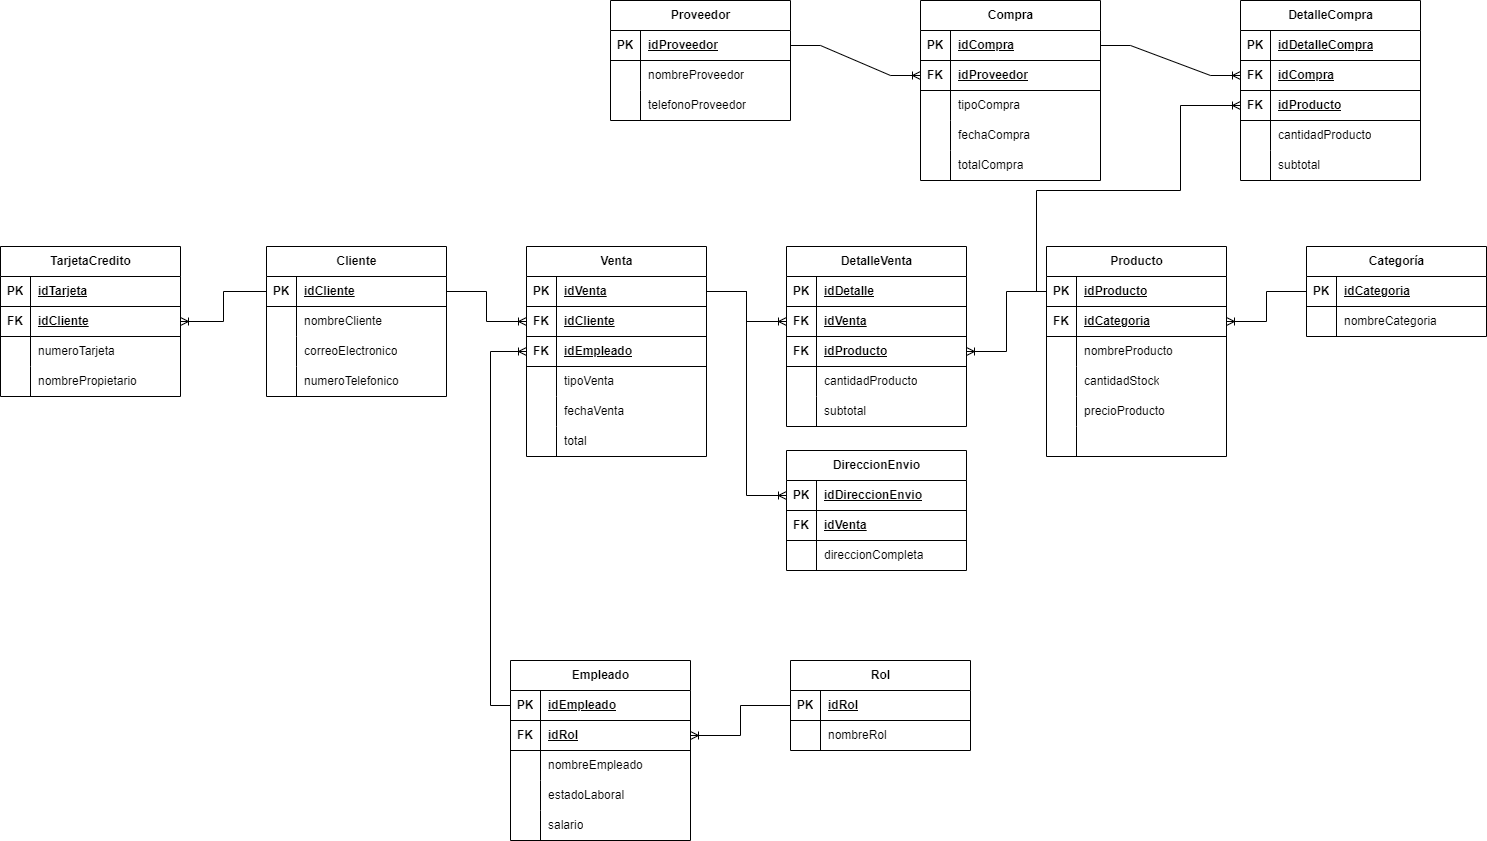 Proveedor
PK idProveedor
nombreProveedor
telefonoProveedor
Compra
PK idCompra
FK idProveedor
tipoCompra
fechaCompra
totalCompra
DetalleCompra
PK idDetalleCompra
FK idCompra
FK idProducto
cantidadProducto
subtotal
TarjetaCredito
PK idTarjeta
FK idCliente
numeroTarjeta
nombrePropietario
Cliente
PK idCliente
nombreCliente
correoElectronico
numeroTelefonico
Venta
PK idVenta
FK idCliente
FK idEmpleado
tipoVenta
fechaVenta
total
DetalleVenta
PK idDetalle
FK idVenta
FK idProducto
cantidadProducto
subtotal
Producto
PK idProducto
FK idCategoria
nombreProducto
cantidadStock
precioProducto
Categoría
PK idCategoria
nombreCategoria
DireccionEnvio
PK idDireccionEnvio
FK idVenta
direccionCompleta
Empleado
PK idEmpleado
FK idRol
nombreEmpleado
estadoLaboral
salario
Rol
PK idRol
nombreRol